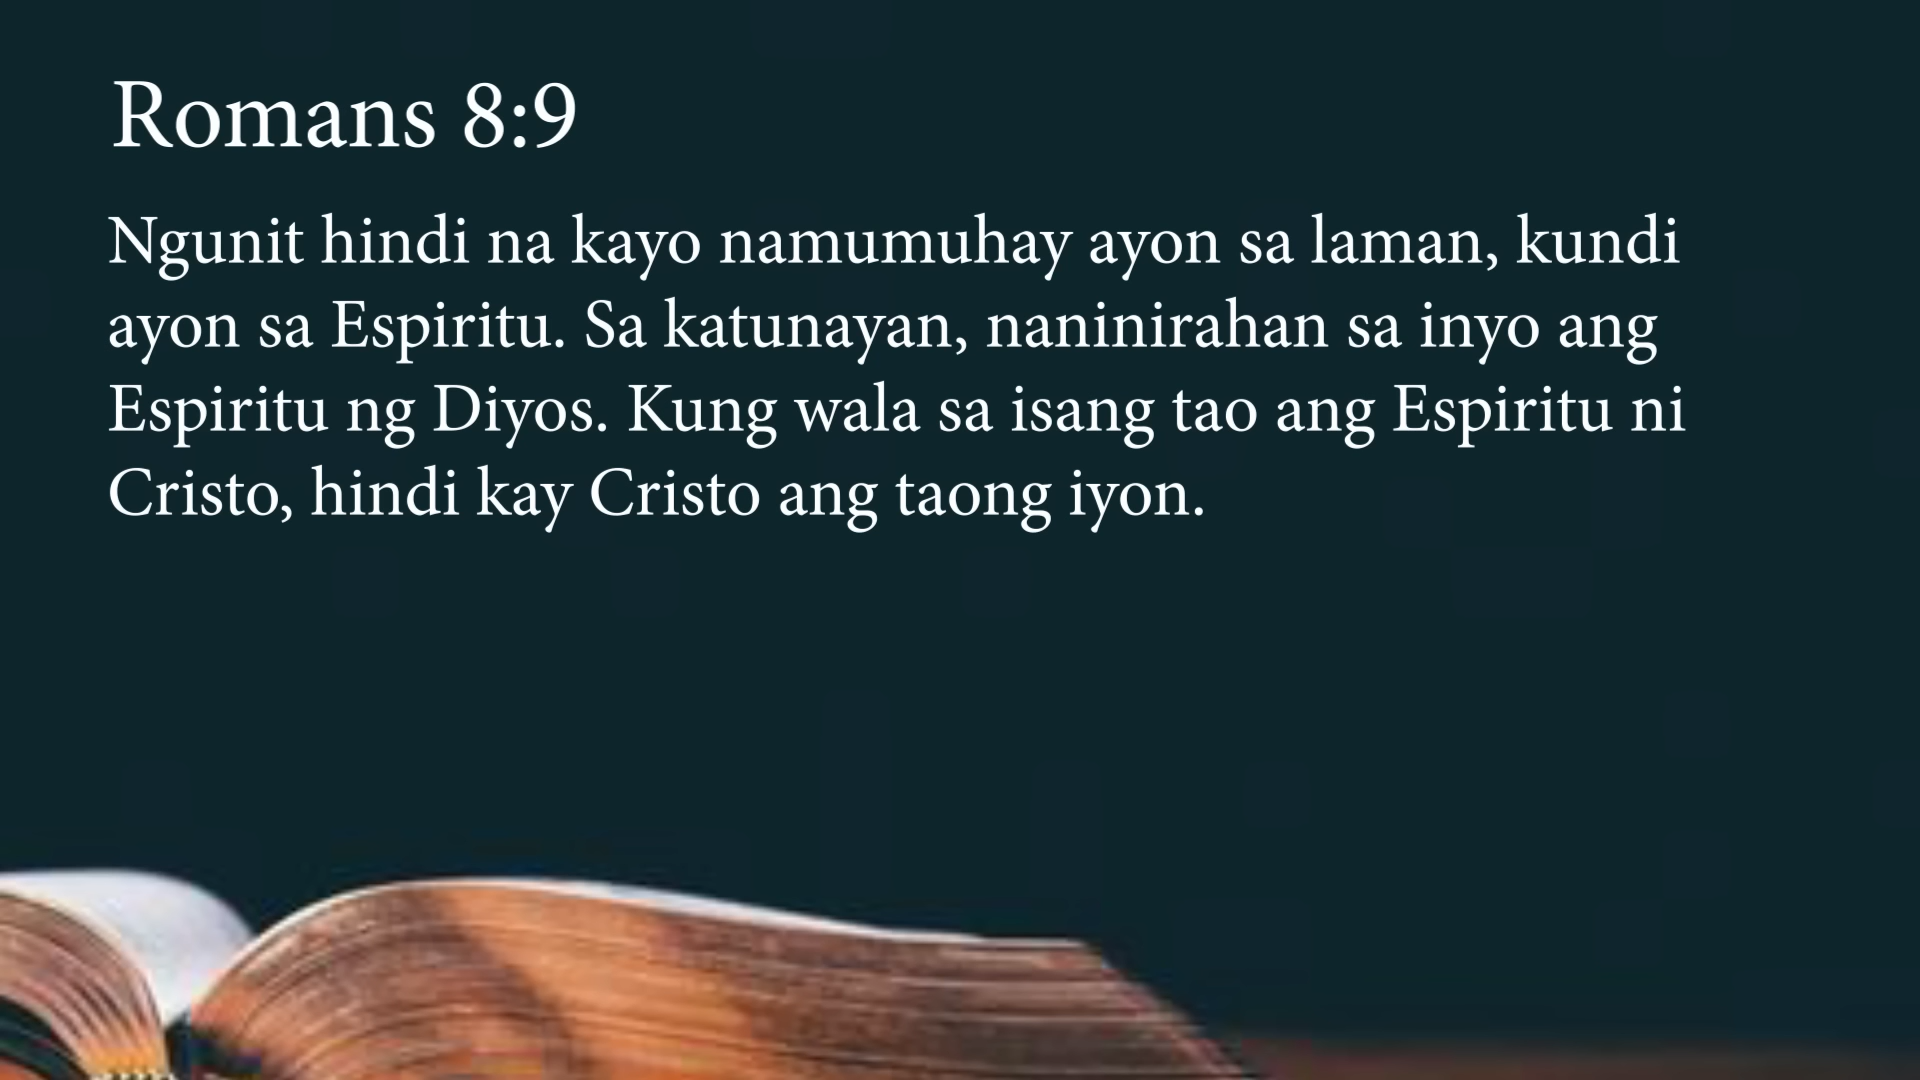 Romans 8:9
Ngunit hindi na kayo namumuhay ayon sa laman, kundi
ayon sa Espiritu. Sa katunayan, naninirahan sa inyo ang
Espiritu ng Diyos. Kung wala sa isang tao ang Espiritu ni
Cristo, hindi kay Cristo ang taong iyon.